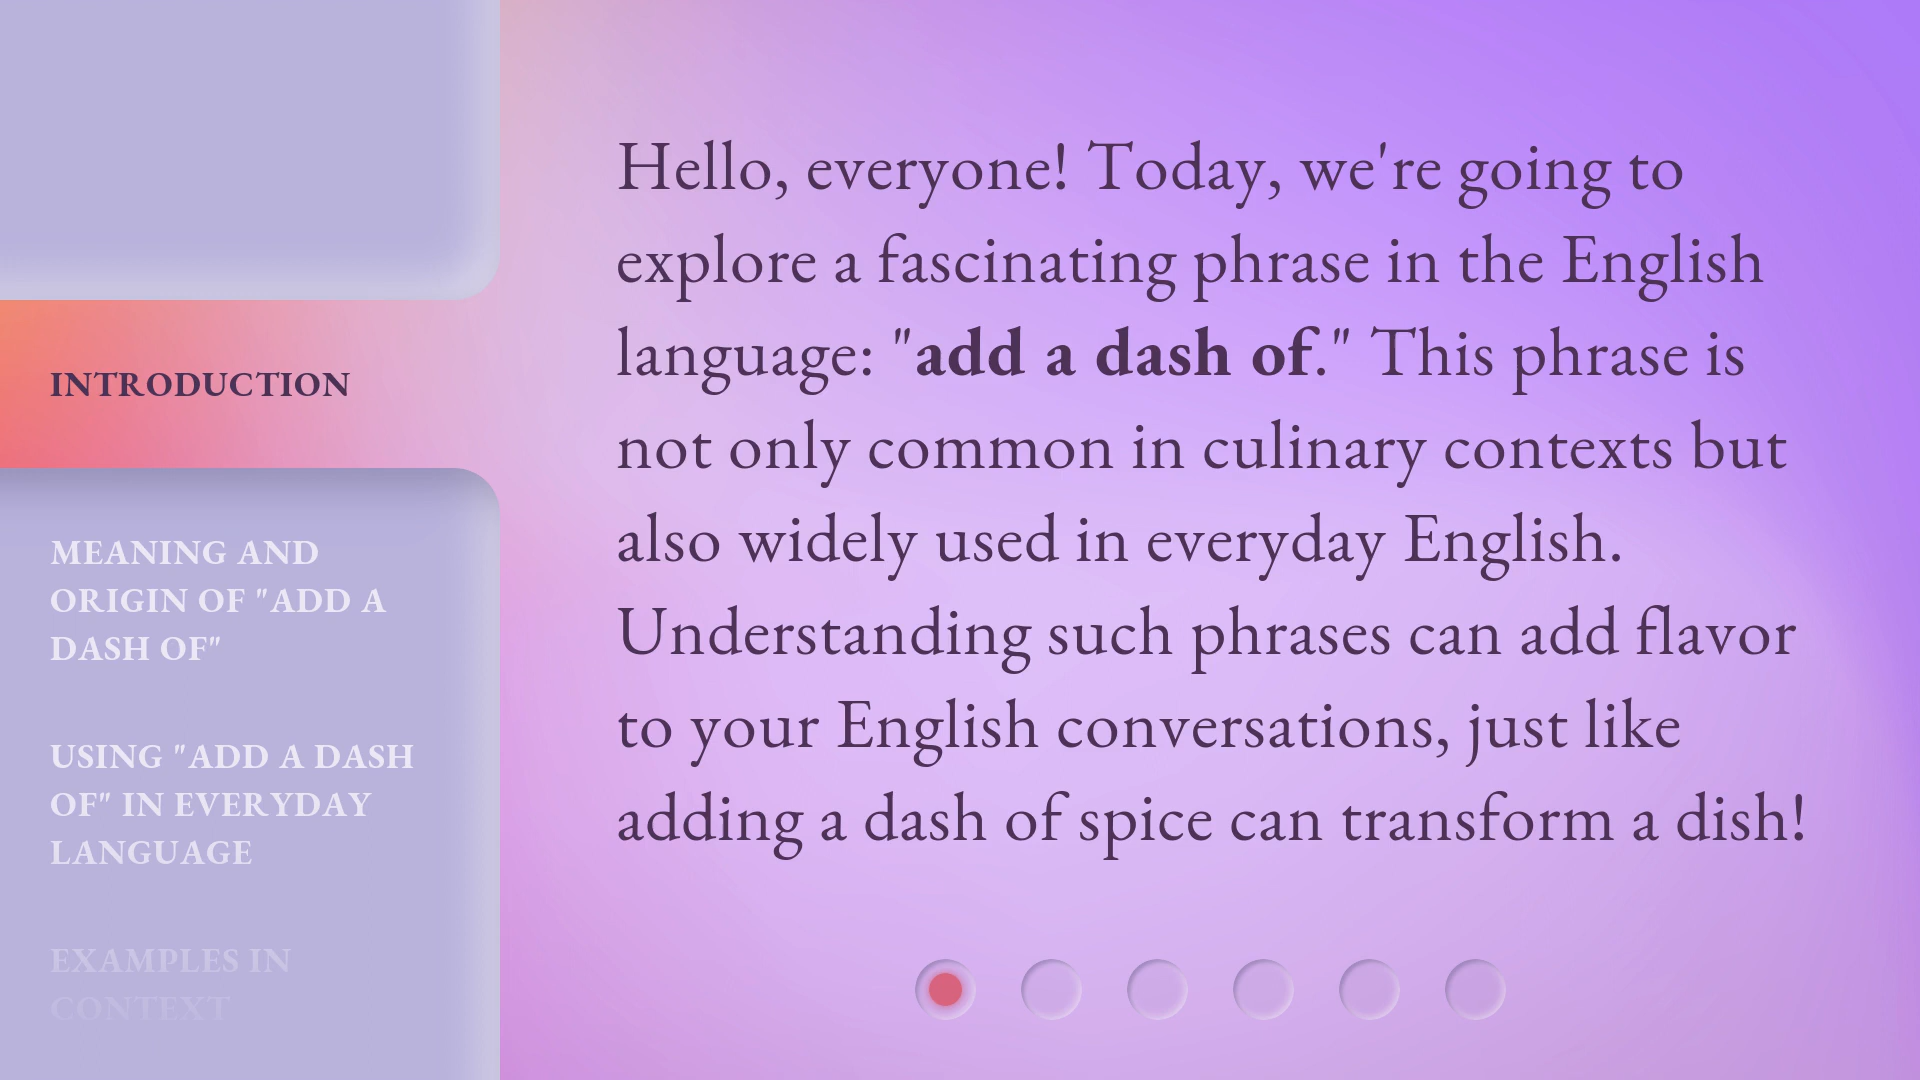 INTRODUCTION
MEANING AND
ORIGIN OF "ADD A
DASH OF"
USING "ADD A DASH
OF" IN EVERYDAY
LANGUAGE
EXAMPLES IN
CONTEXT
Hello, everyone! Today, we're going to
explore a fascinating phrase in the English
language: "add a dash of." This phrase is
not only common in culinary contexts but
also widely used in everyday English.
Understanding such phrases can add flavor
to your English conversations, just like
adding a dash of spice can transform a dish!